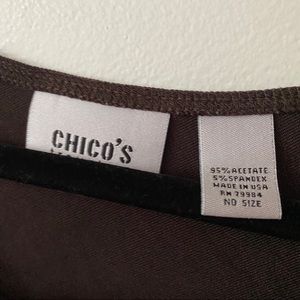 CHICO'S
95% ACETATE
5% SPANDEX
MADE IN USA
RN 79984
NO SIZE